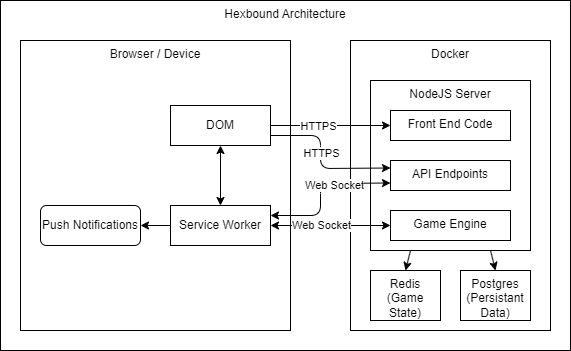 Hexbound Architecture
Browser / Device
Docker
NodeJS Server
DOM
HTTPS
Front End Code
HTTPS
API Endpoints
Web Socket
Push Notifications
Service Worker
Web Socket
Game Engine
Redis
(Game
State)
Postgres
(Persistant
Data)